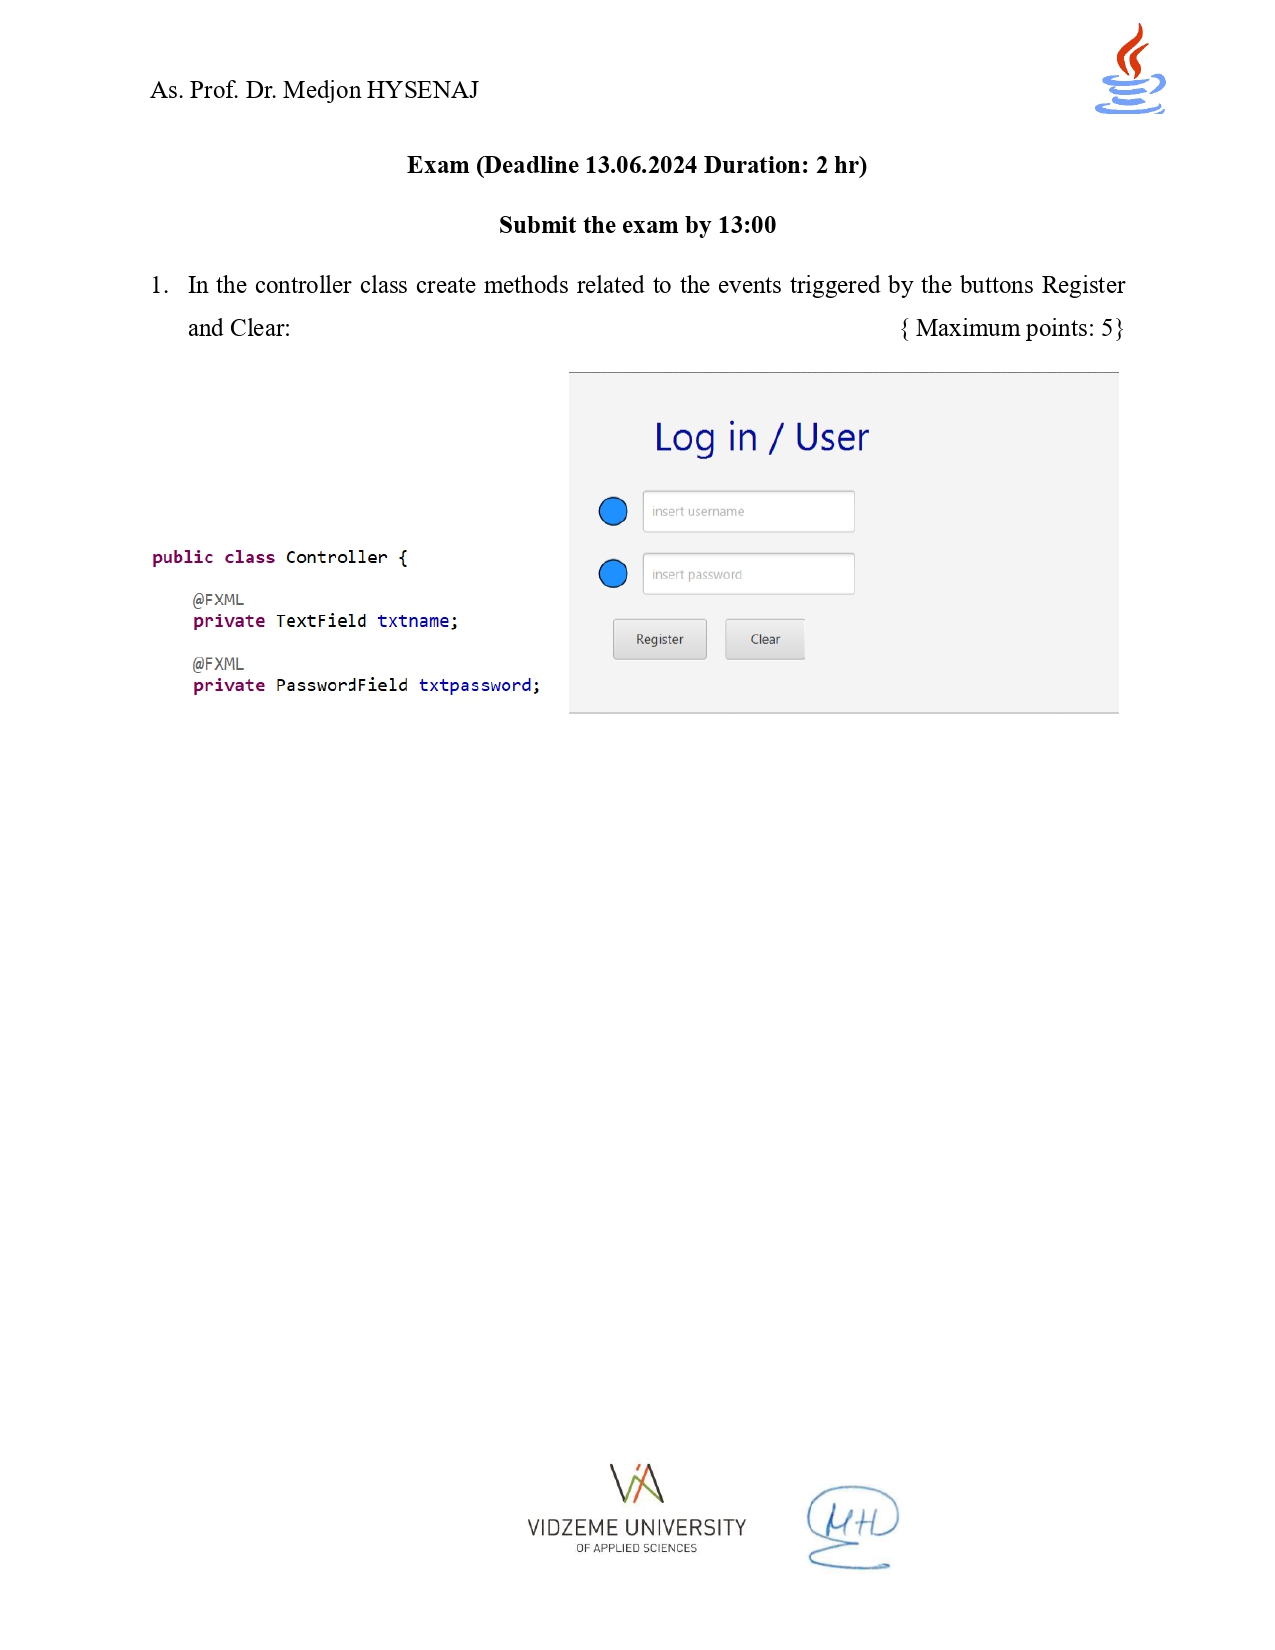 As. Prof. Dr. Medjon HYSENAJ
Exam (Deadline 13.06.2024 Duration: 2 hr)
Submit the exam by 13:00
1. In the controller class create methods related to the events triggered by the buttons Register
and Clear: { Maximum points: 5}
Log in / User
insert username
insert password
Register Clear
public class Controller {
@FXML
private TextField txtname;
@FXML
private PasswordField txtpassword;
VIA
VIDZEME UNIVERSITY
OF APPLIED SCIENCES
MH